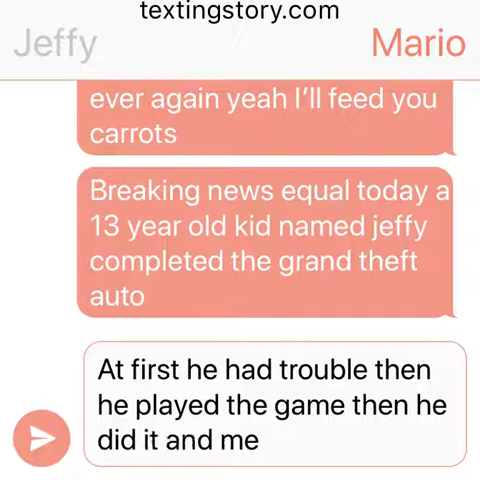 textingstory.com
Jeffy
Mario
ever again yeah I'll feed you
carrots
Breaking news equal today a
13 year old kid named jeffy
completed the grand theft
auto
At first he had trouble then
he played the game then he
did it and me